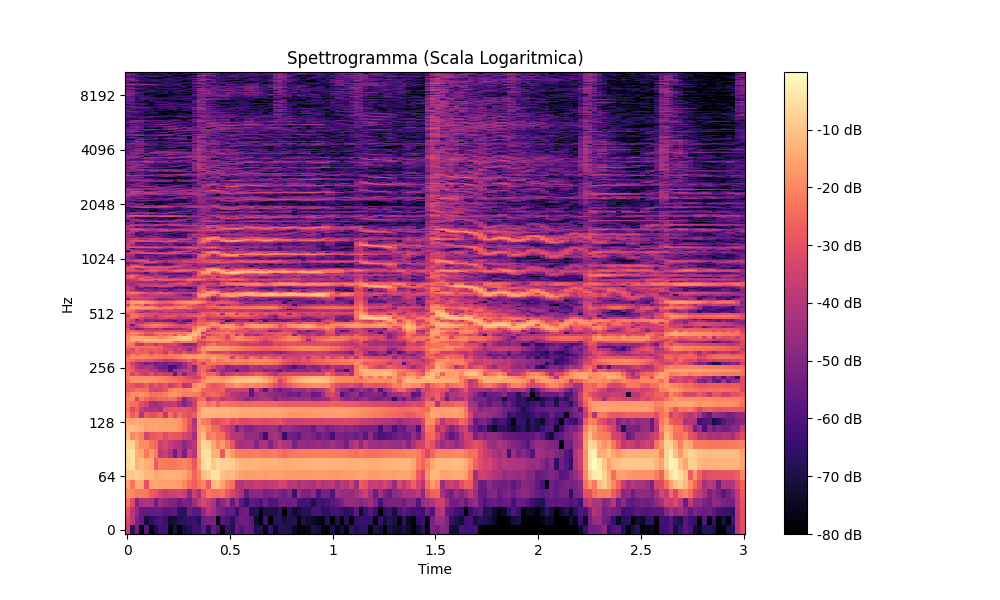 Spettrogramma (Scala Logaritmica)
8192
4096
2048
1024
512
256
128
64
0
Hz
0 0.5 1 1.5 2 2.5 3
Time
-10 dB
-20 dB
-30 dB
-40 dB
-50 dB
-60 dB
-70 dB
-80 dB